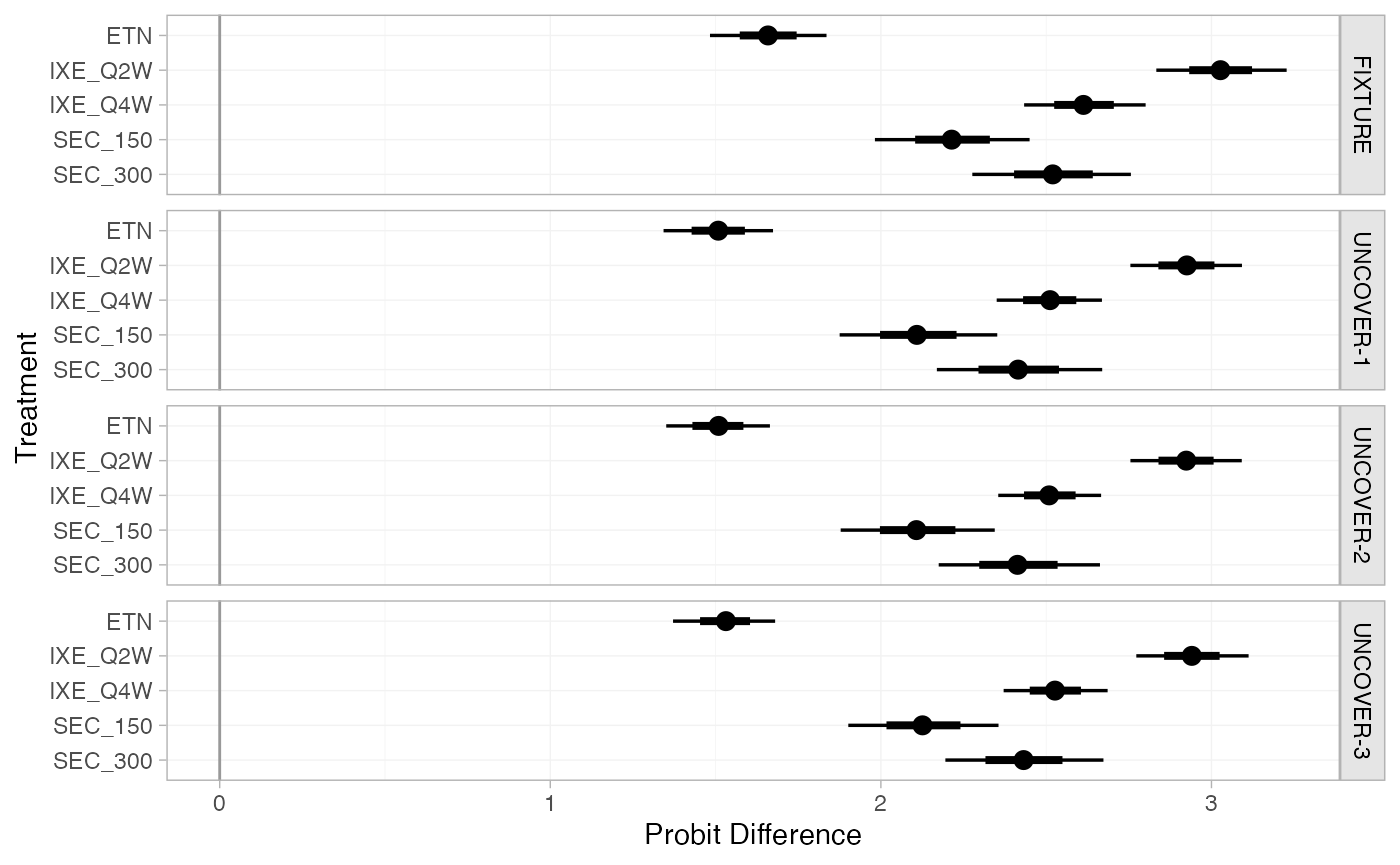 ETN
IXE_Q2W
IXE_Q4W
SEC_150
SEC_300
FIXTURE
ETN
IXE_Q2W
IXE_Q4W
SEC_150
SEC_300
UNCOVER-1
ETN
IXE_Q2W
IXE_Q4W
SEC_150
SEC_300
UNCOVER-2
ETN
IXE_Q2W
IXE_Q4W
SEC_150
SEC_300
UNCOVER-3
Treatment
0 1 2 3
Probit Difference